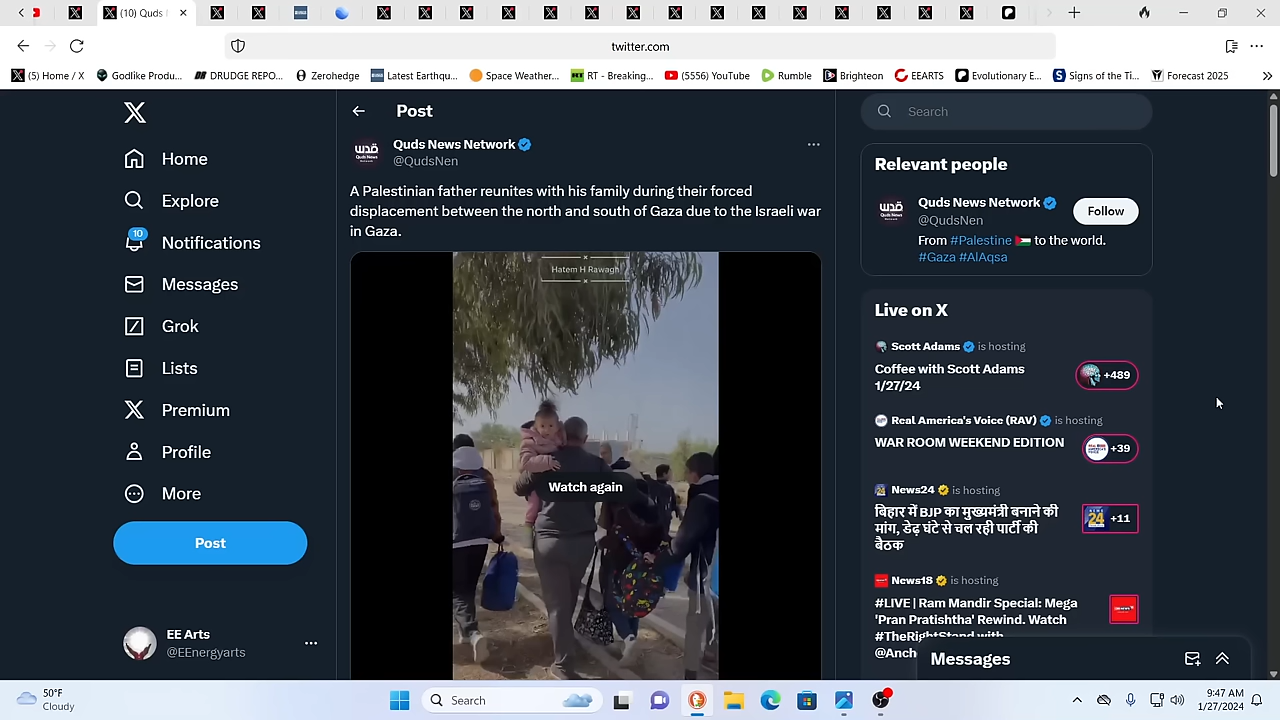 (10) Quds
twitter.com
(5) Home / X
Godlike Produ...
DRUDGE REPO...
Zerohedge
Latest Earthqu...
Space Weather...
RT - Breaking...
(5556) YouTube
Rumble
Brighteon
EEARTS
Evolutionary E...
Signs of the Ti...
Forecast 2025
Home
Explore
10
Notifications
Messages
Grok
Lists
Premium
Profile
More
Post
EE Arts
@EEnergyarts
Post
Quds News Network
@QudsNen
A Palestinian father reunites with his family during their forced
displacement between the north and south of Gaza due to the Israeli war
in Gaza.
Hatem H Rawagh
Watch again
Search
Relevant people
Quds News Network
@QudsNen
Follow
From #Palestine 🇵🇸 to the world.
#Gaza #AlAqsa
Live on X
Scott Adams is hosting
Coffee with Scott Adams
1/27/24
+489
Real America's Voice (RAV) is hosting
WAR ROOM WEEKEND EDITION
+39
News24 is hosting
बिहार में BJP का मुख्यमंत्री बनाने की
मांग, डेढ़ घंटे से चल रही पार्टी की
बैठक
+11
News18 is hosting
#LIVE | Ram Mandir Special: Mega
'Pran Pratishtha' Rewind. Watch
#TheRightStand with
@Anch
Messages
50°F
Cloudy
Search
9:47 AM
1/27/2024